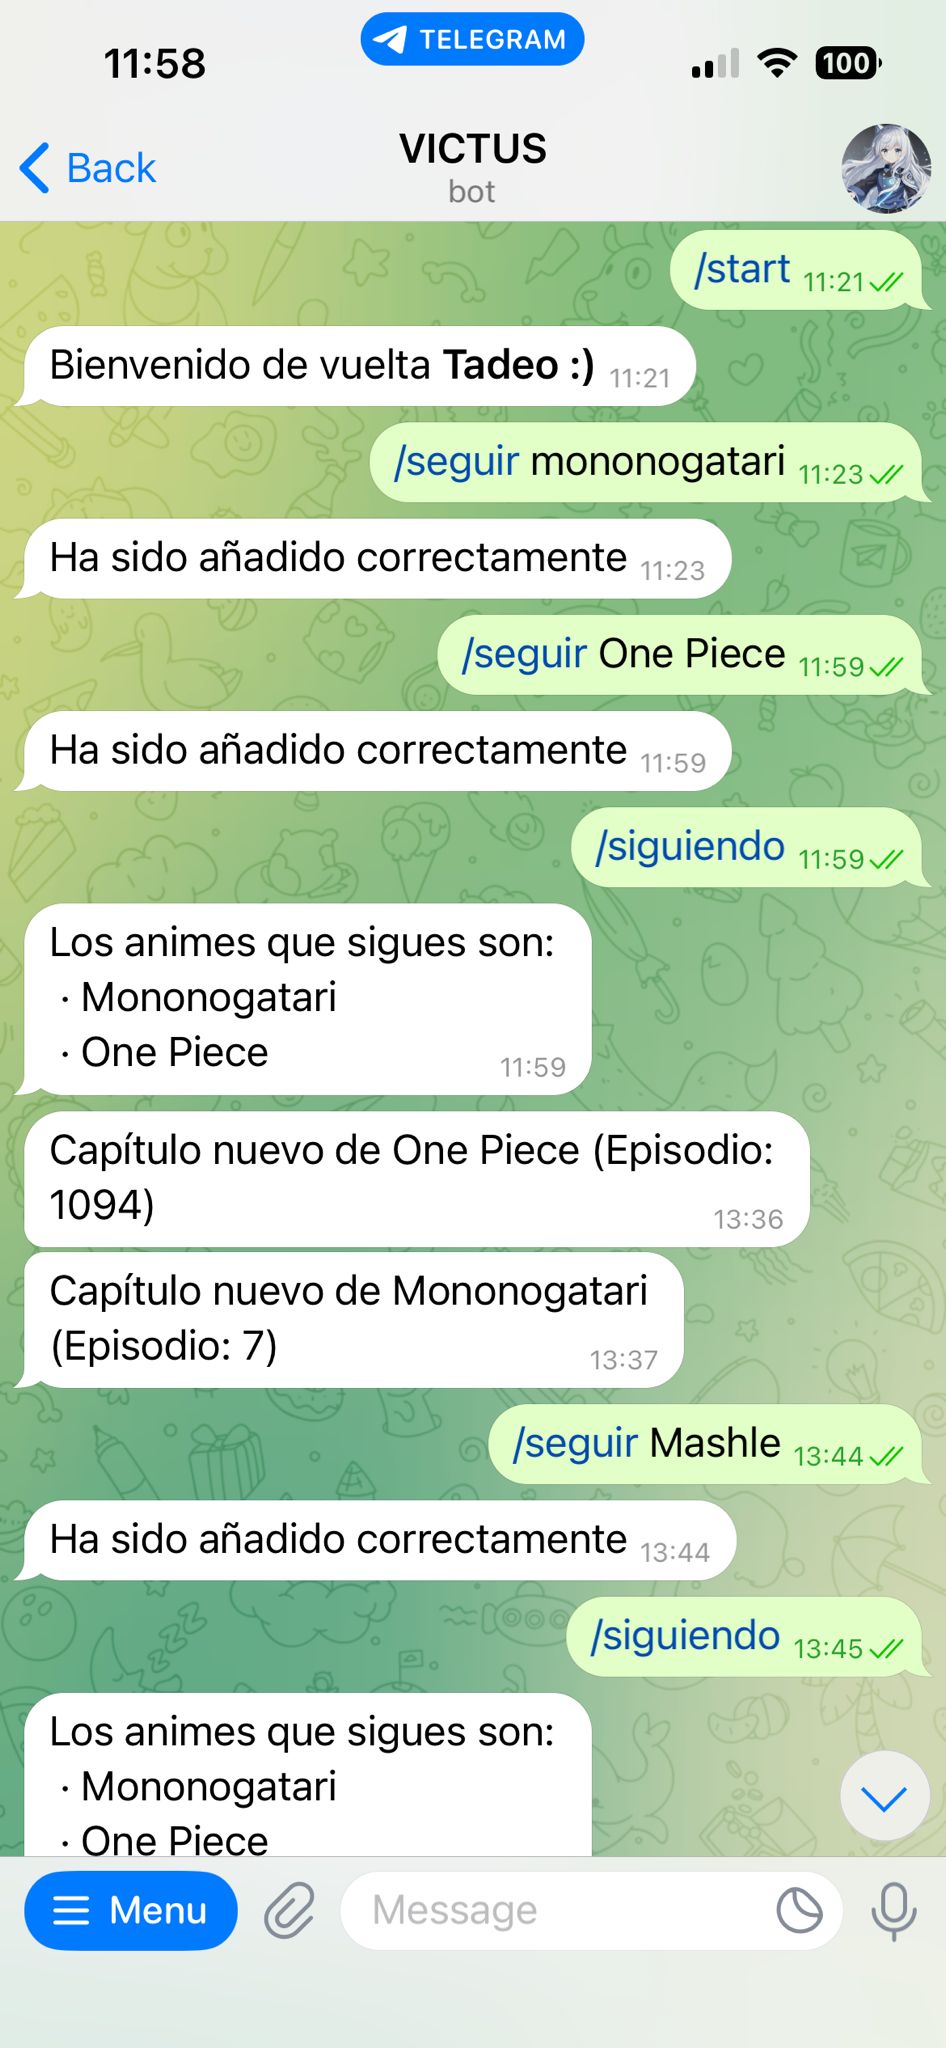 11:58
TELEGRAM
100
Back
VICTUS
bot
/start 11:21
Bienvenido de vuelta Tadeo :) 11:21
/seguir mononogatari 11:23
Ha sido añadido correctamente 11:23
/seguir One Piece 11:59
Ha sido añadido correctamente 11:59
/siguiendo 11:59
Los animes que sigues son:
· Mononogatari
· One Piece 11:59
Capítulo nuevo de One Piece (Episodio:
1094) 13:36
Capítulo nuevo de Mononogatari
(Episodio: 7) 13:37
/seguir Mashle 13:44
Ha sido añadido correctamente 13:44
/siguiendo 13:45
Los animes que sigues son:
· Mononogatari
· One Piece
Menu
Message